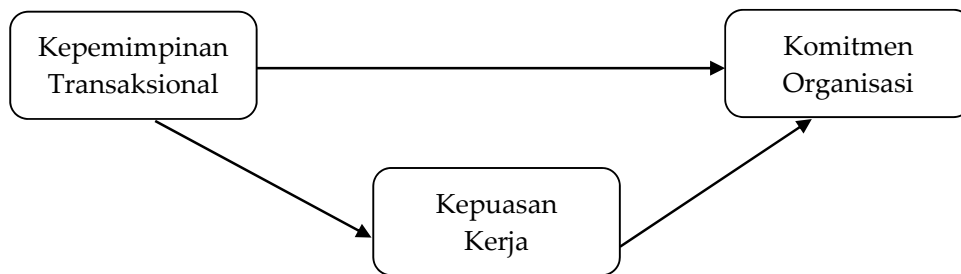 Kepemimpinan
Transaksional
Komitmen
Organisasi
Kepuasan
Kerja